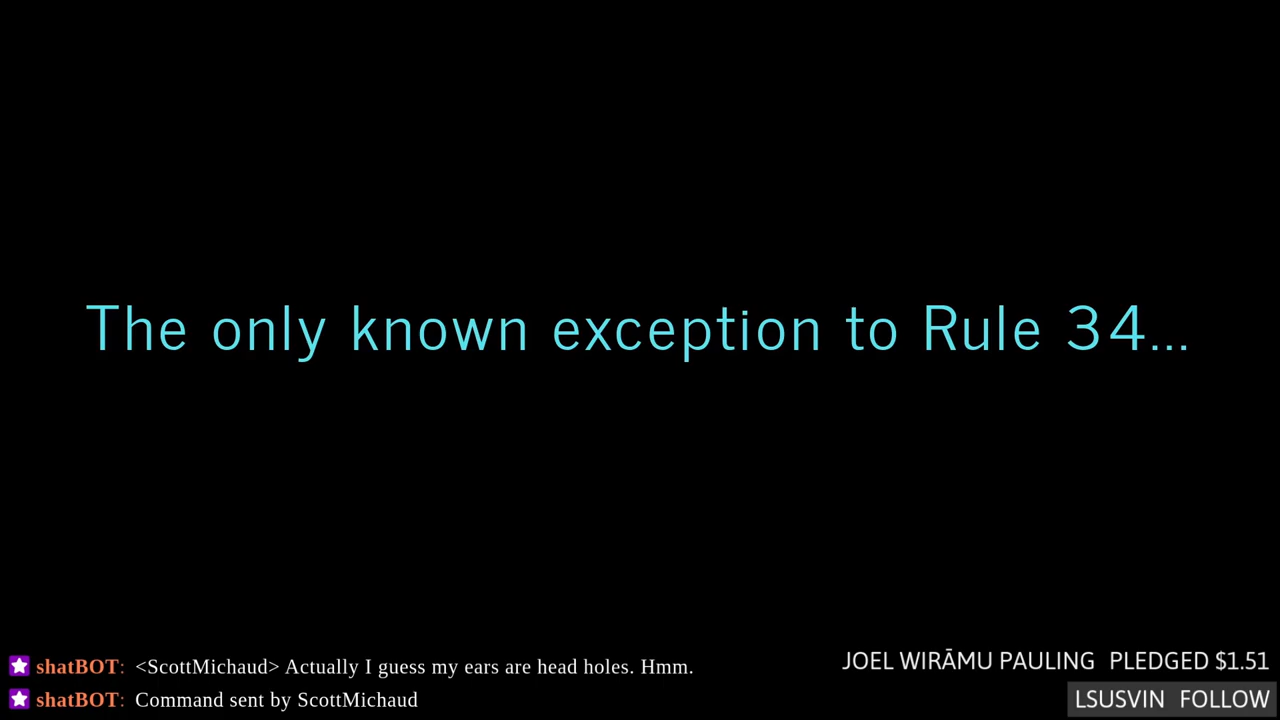 The only known exception to Rule 34...
shatBOT: <ScottMichaud> Actually I guess my ears are head holes. Hmm.
shatBOT: Command sent by ScottMichaud
JOEL WIRĀMU PAULING PLEDGED $1.51
LSUSVIN FOLLOW